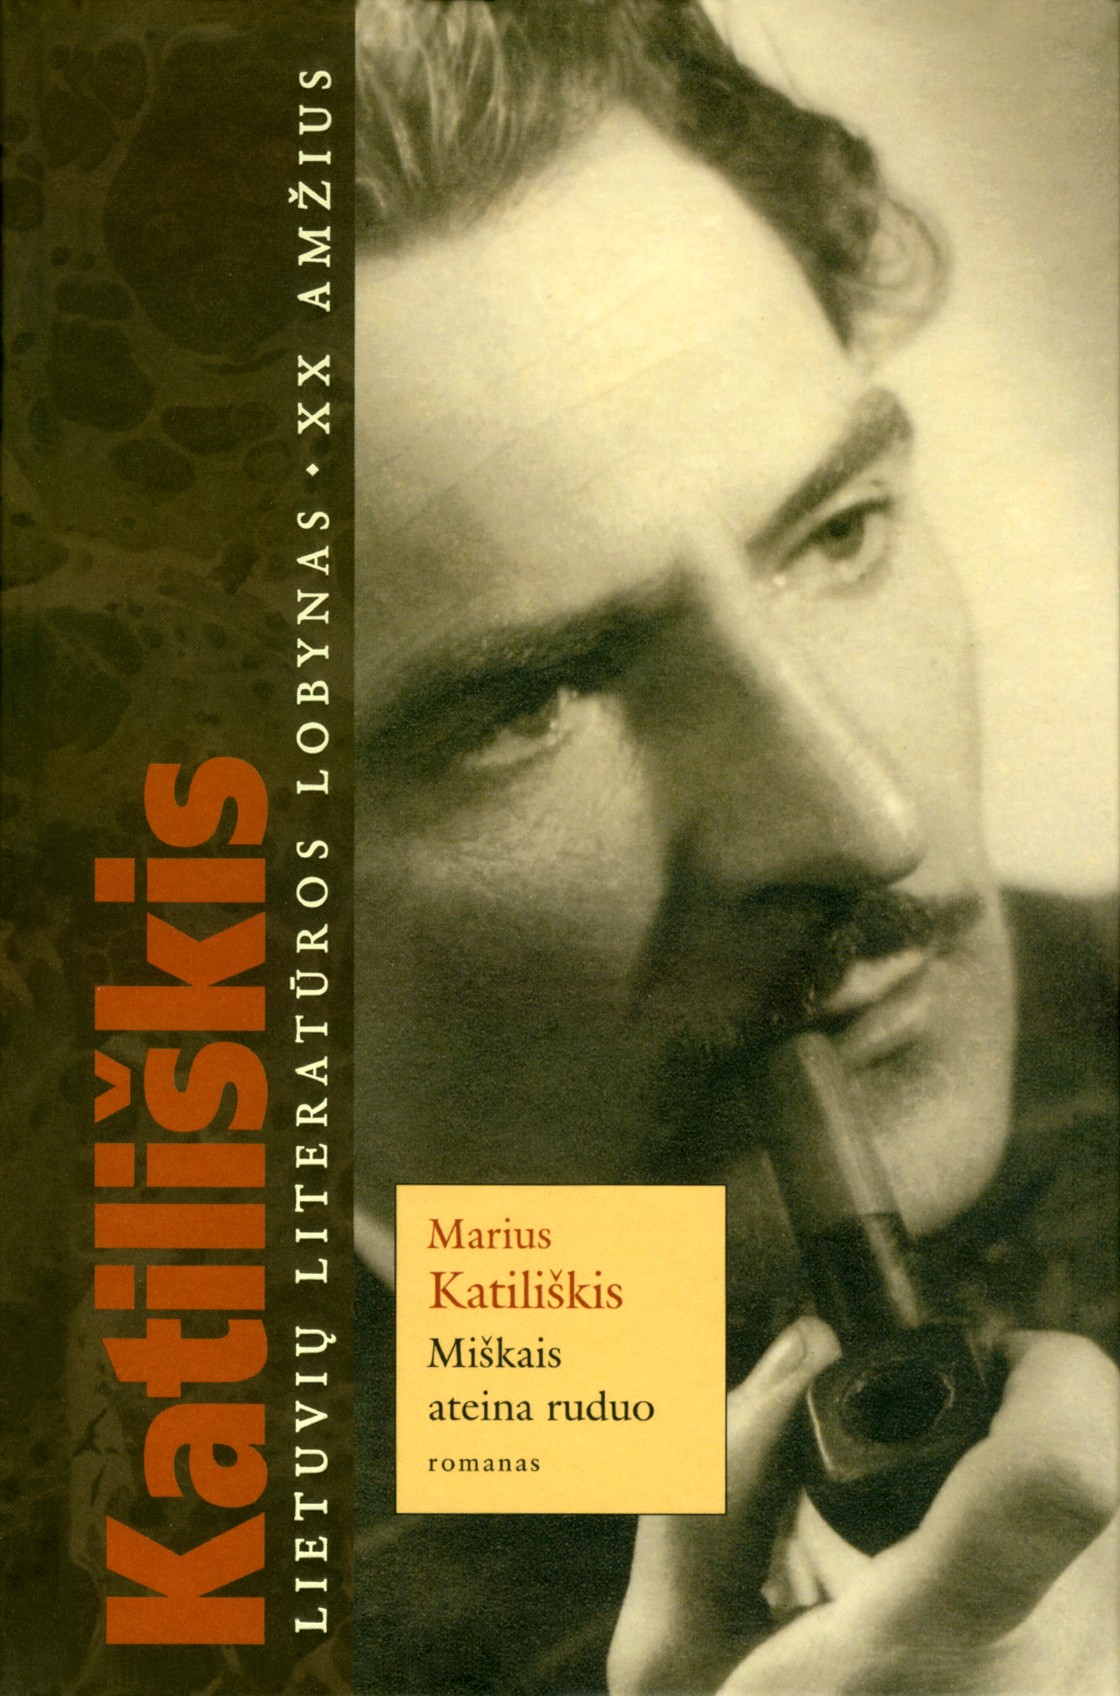 Katiliškis
LIETUVIŲ LITERATŪROS LOBYNAS • XX AMŽIUS
Marius
Katiliškis
Miškais
ateina ruduo
romanas